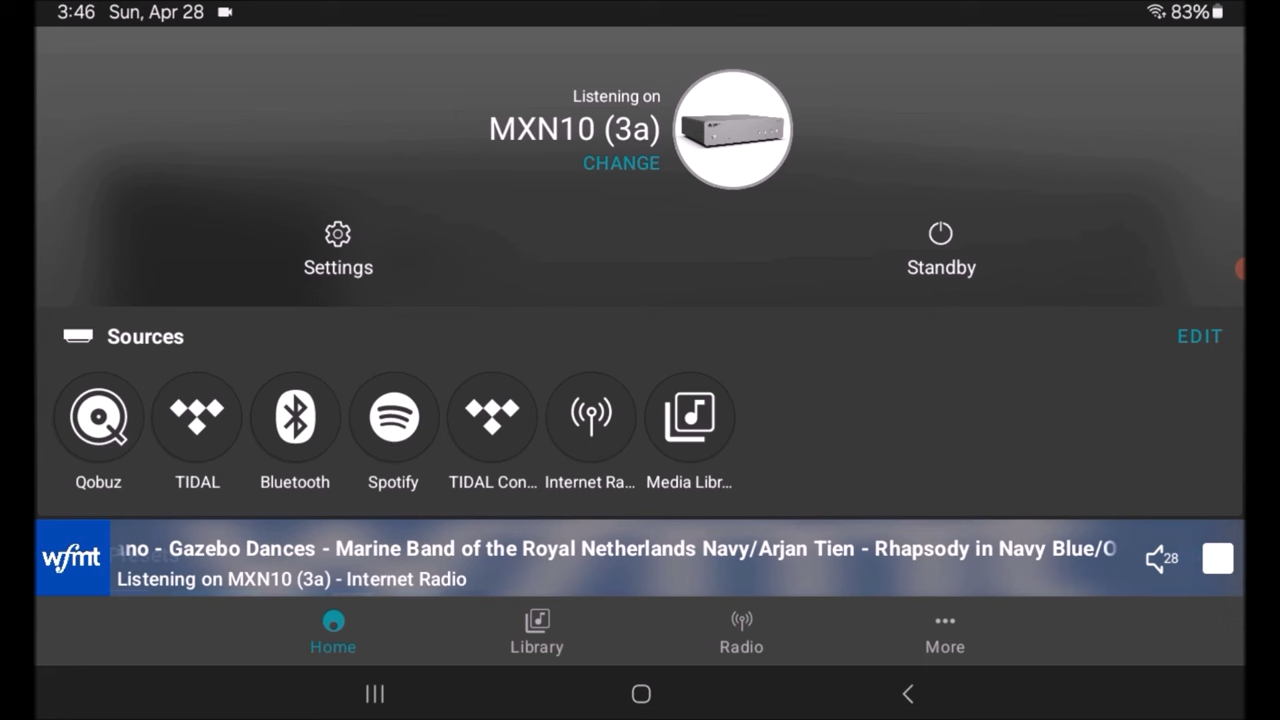 3:46 Sun, Apr 28
83%
Listening on
MXN10 (3a)
CHANGE
Settings
Standby
Sources
EDIT
Qobuz
TIDAL
Bluetooth
Spotify
TIDAL Con...
Internet Ra...
Media Libr...
wfmt
ano - Gazebo Dances - Marine Band of the Royal Netherlands Navy/Arjan Tien - Rhapsody in Navy Blue/O
28
Listening on MXN10 (3a) - Internet Radio
Home
Library
Radio
More